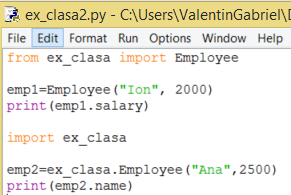 ex_clasa2.py - C:\Users\ValentinGabriel\
File Edit Format Run Options Window Help
from ex_clasa import Employee
emp1=Employee("Ion", 2000)
print(emp1.salary)
import ex_clasa
emp2=ex_clasa.Employee("Ana",2500)
print(emp2.name)